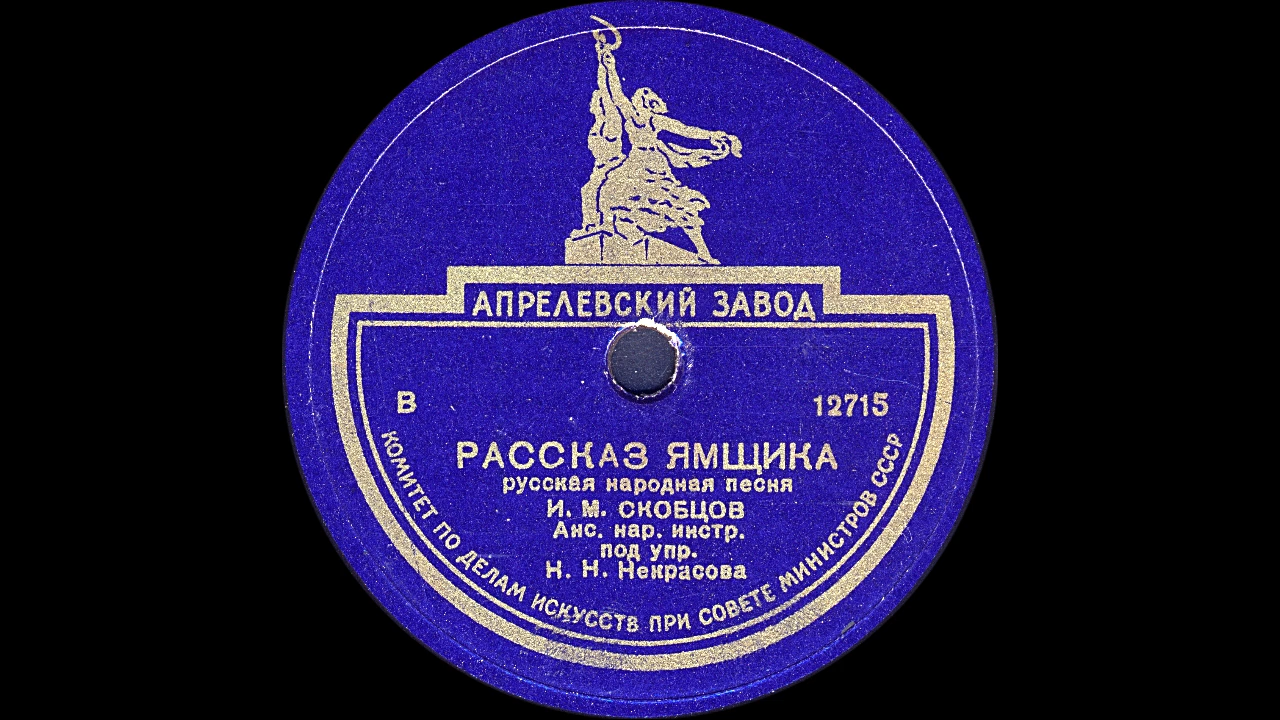 АПРЕЛЕВСКИЙ ЗАВОД
В 12715
РАССКАЗ ЯМЩИКА
русская народная песня
И. М. СКОБЦОВ
Анс. нар. инстр.
под упр.
Н. Н. Некрасова
КОМИТЕТ ПО ДЕЛАМ ИСКУССТВ ПРИ СОВЕТЕ МИНИСТРОВ СССР